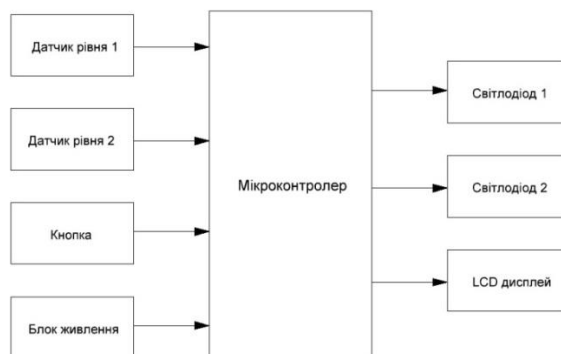 Датчик рівня 1
Датчик рівня 2
Кнопка
Блок живлення
Мікроконтролер
Світлодіод 1
Світлодіод 2
LCD дисплей